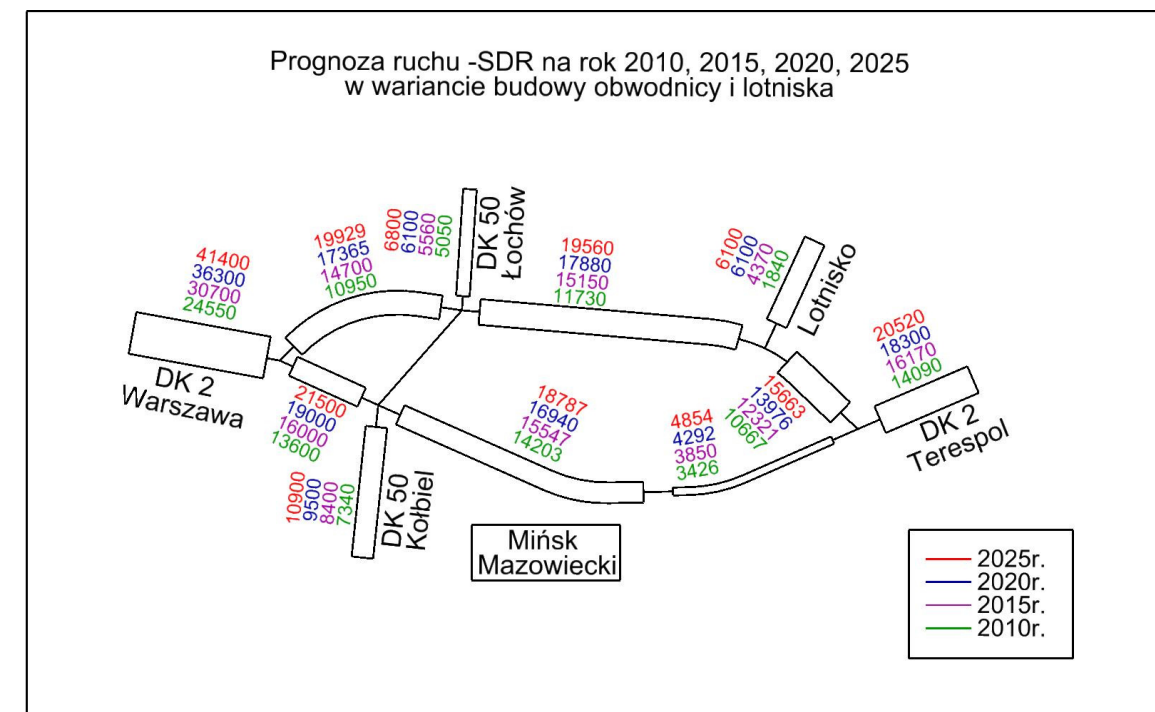 Prognoza ruchu -SDR na rok 2010, 2015, 2020, 2025
w wariancie budowy obwodnicy i lotniska
41400
36300
30700
24550
DK 2
Warszawa
19929
17365
14700
10950
6800
6100
5560
5050
DK 50
Łochów
19560
17880
15150
11730
6100
6100
4370
1840
Lotnisko
20520
18300
16170
14090
DK 2
Terespol
21500
19000
16000
13600
10900
9500
8400
7340
DK 50
Kołbiel
18787
16940
15547
14203
4854
4292
3850
3426
15663
13976
12321
10667
Mińsk
Mazowiecki
2025r.
2020r.
2015r.
2010r.